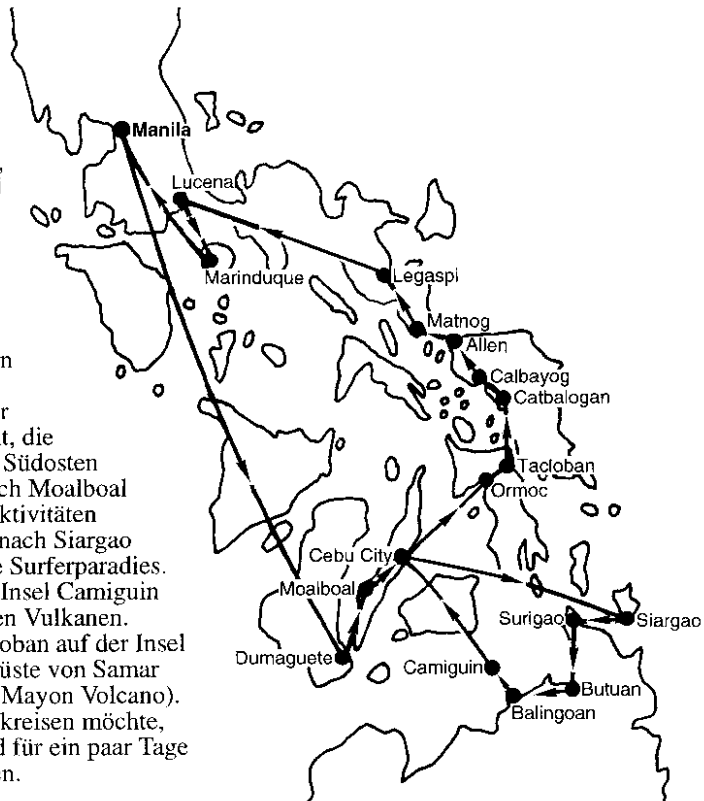 Manila
Lucena
Marinduque
Legaspi
Matnog
Allen
Calbayog
Catbalogan
Tacloban
Ormoc
Cebu City
Moalboal
Surigao
Siargao
Dumaguete
Camiguin
Butuan
Balingoan
n
r
t, die
Südosten
ch Moalboal
ktivitäten
nach Siargao
e Surferparadies.
Insel Camiguin
en Vulkanen.
oban auf der Insel
üste von Samar
Mayon Volcano).
kreisen möchte,
d für ein paar Tage
en.